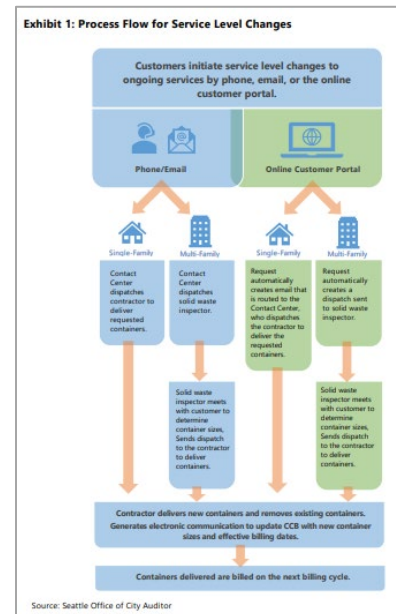 Exhibit 1: Process Flow for Service Level Changes
Customers initiate service level changes to
ongoing services by phone, email, or the online
customer portal.
Phone/Email
Online Customer Portal
Single-Family
Contact
Center
dispatches
contractor to
deliver
requested
containers.
Multi-Family
Contact
Center
dispatches
solid waste
inspector.
Single-Family
Request
automatically
creates email that
is routed to the
Contact Center,
who dispatches
the contractor to
deliver the
requested
containers.
Multi-Family
Request
automatically
creates a
dispatch sent
to solid waste
inspector.
Solid waste
inspector meets
with customer to
determine
container sizes,
Sends dispatch
to the contractor
to deliver
containers.
Solid waste
inspector meets
with customer to
determine
container sizes,
Sends dispatch
to the contractor
to deliver
containers.
Contractor delivers new containers and removes existing containers.
Generates electronic communication to update CCB with new container
sizes and effective billing dates.
Containers delivered are billed on the next billing cycle.
Source: Seattle Office of City Auditor